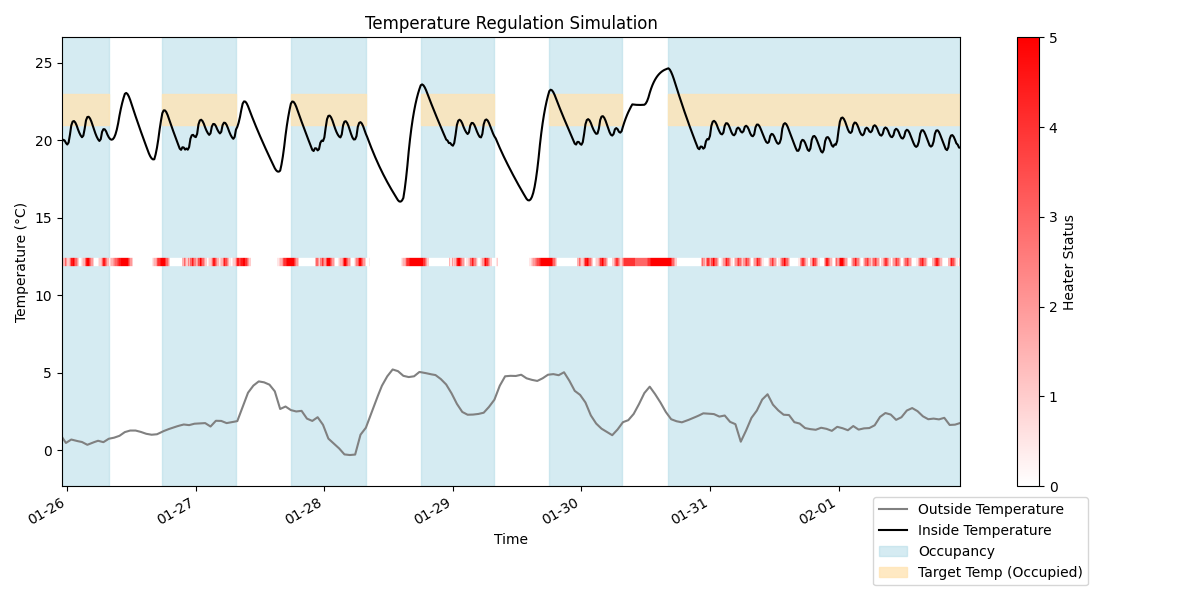 Temperature Regulation Simulation
Temperature (°C)
25
20
15
10
5
0
01-26
01-27
01-28
01-29
01-30
01-31
02-01
Time
5
4
3
2
1
0
Heater Status
Outside Temperature
Inside Temperature
Occupancy
Target Temp (Occupied)